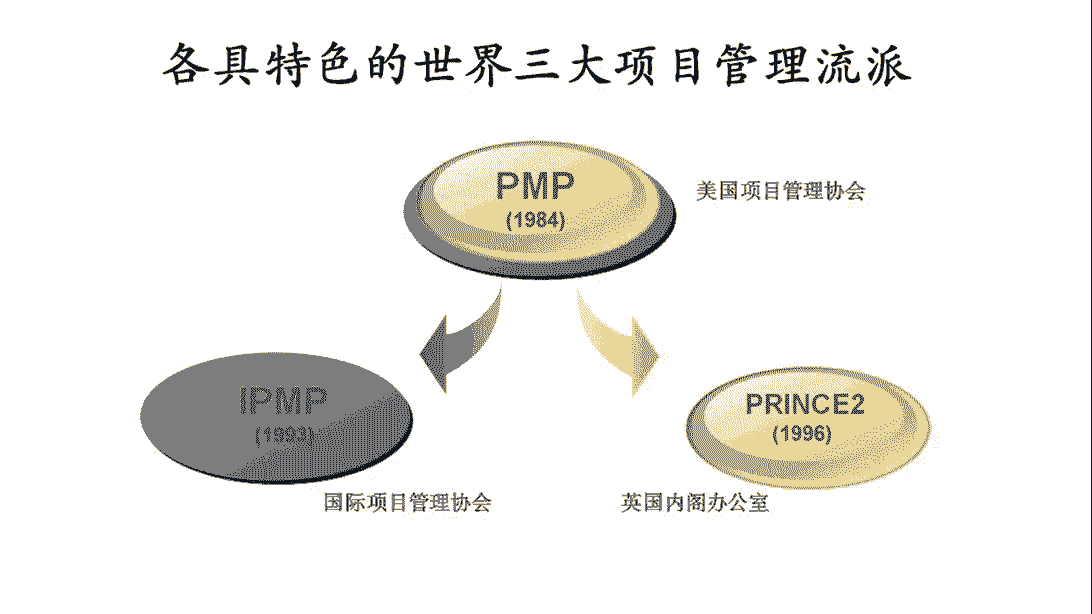 各具特色的世界三大项目管理流派
PMP
(1984)
美国项目管理协会
IPMP
(1993)
国际项目管理协会
PRINCE2
(1996)
英国内阁办公室